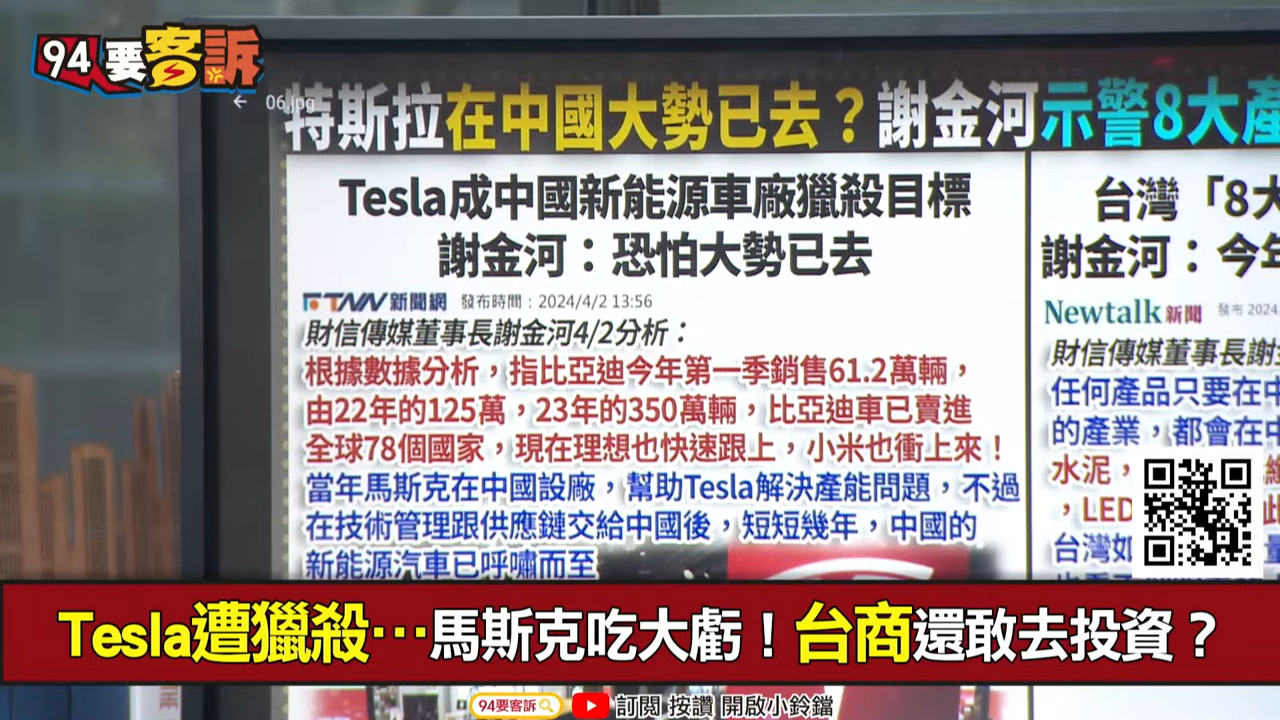 94要客訴
← 06.jpg
特斯拉在中國大勢已去？謝金河示警8大產
Tesla成中國新能源車廠獵殺目標
謝金河：恐怕大勢已去
FTNN新聞網 發布時間：2024/4/2 13:56
財信傳媒董事長謝金河4/2分析：
根據數據分析，指比亞迪今年第一季銷售61.2萬輛，
由22年的125萬，23年的350萬輛，比亞迪車已賣進
全球78個國家，現在理想也快速跟上，小米也衝上來！
當年馬斯克在中國設廠，幫助Tesla解決產能問題，不過
在技術管理跟供應鏈交給中國後，短短幾年，中國的
新能源汽車已呼嘯而至
台灣「8大
謝金河：今年
Newtalk新聞 發布 2024
財信傳媒董事長謝
任何產品只要在中
的產業，都會在中
水泥，
，LED
台灣如
Tesla遭獵殺…馬斯克吃大虧！台商還敢去投資？
94要客訴 訂閱 按讚 開啟小鈴鐺